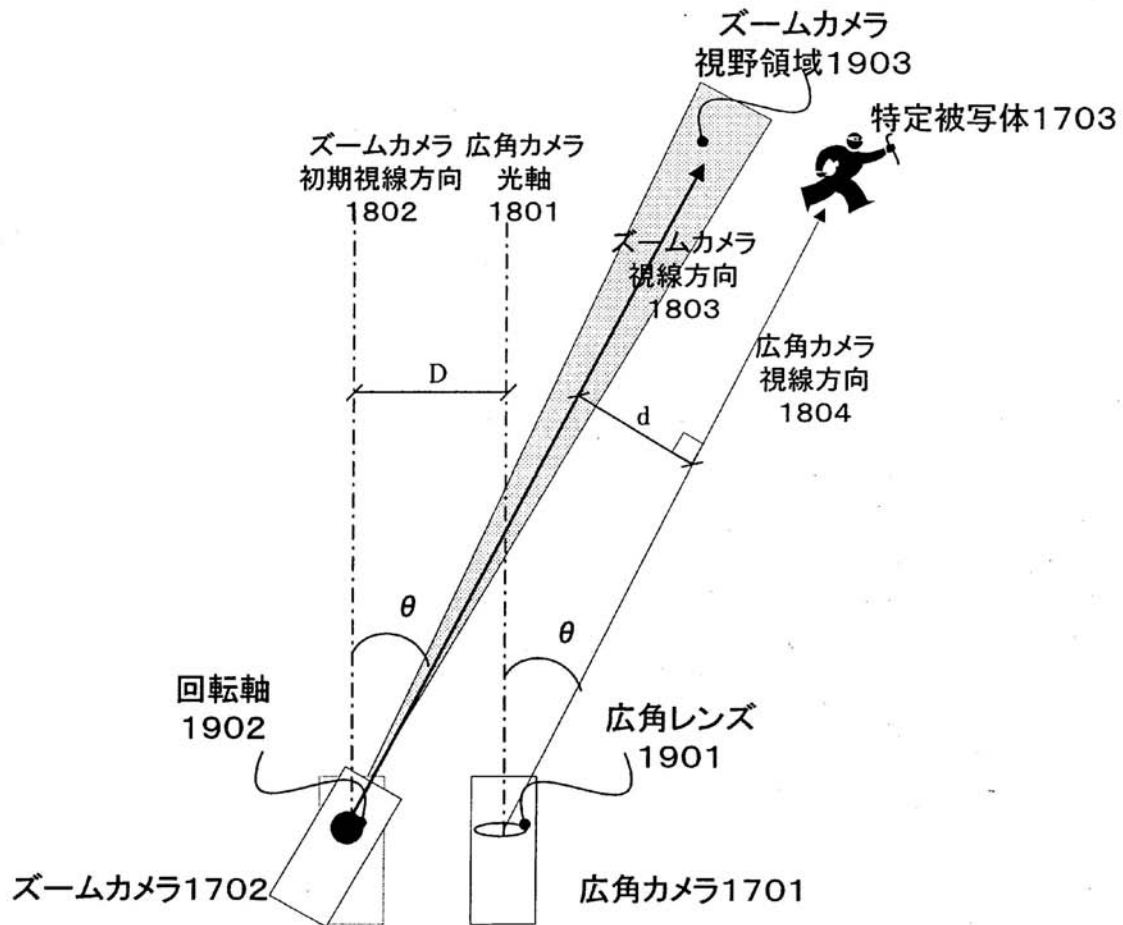 ズームカメラ
視野領域1903
特定被写体1703
ズームカメラ
初期視線方向
1802
広角カメラ
光軸
1801
ズームカメラ
視線方向
1803
広角カメラ
視線方向
1804
D
d
θ
θ
回転軸
1902
広角レンズ
1901
ズームカメラ1702
広角カメラ1701